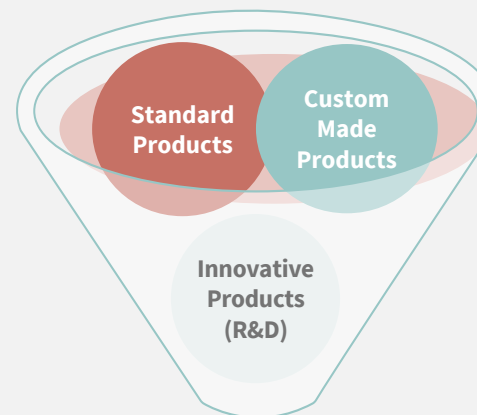 Standard
Products
Custom
Made
Products
Innovative
Products
(R&D)